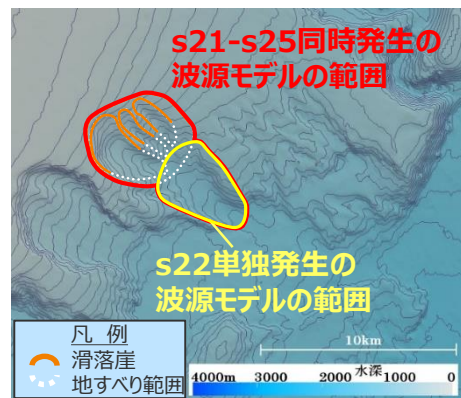 s21-s25同時発生の
波源モデルの範囲
s22単独発生の
波源モデルの範囲
凡 例
滑落崖
地すべり範囲
10km
水深
4000m 3000 2000 1000 0